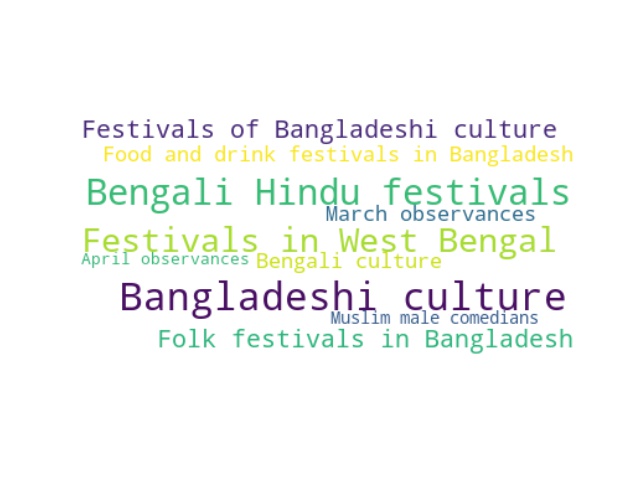 Festivals of Bangladeshi culture
Food and drink festivals in Bangladesh
Bengali Hindu festivals
March observances
Festivals in West Bengal
April observances
Bengali culture
Bangladeshi culture
Muslim male comedians
Folk festivals in Bangladesh